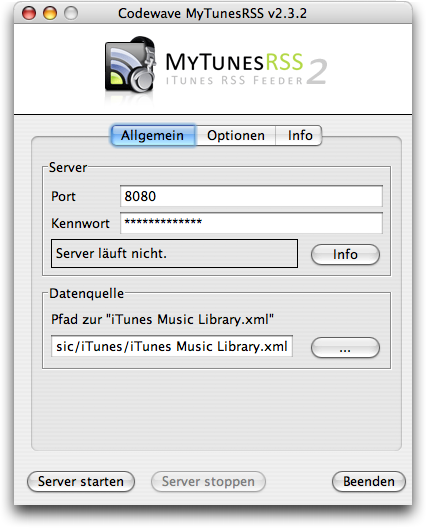 Codewave MyTunesRSS v2.3.2
MyTunesRSS
iTunes RSS Feeder 2
Allgemein Optionen Info
Server
Port 8080
Kennwort *************
Server läuft nicht. Info
Datenquelle
Pfad zur "iTunes Music Library.xml"
sic/iTunes/iTunes Music Library.xml ...
Server starten Server stoppen Beenden